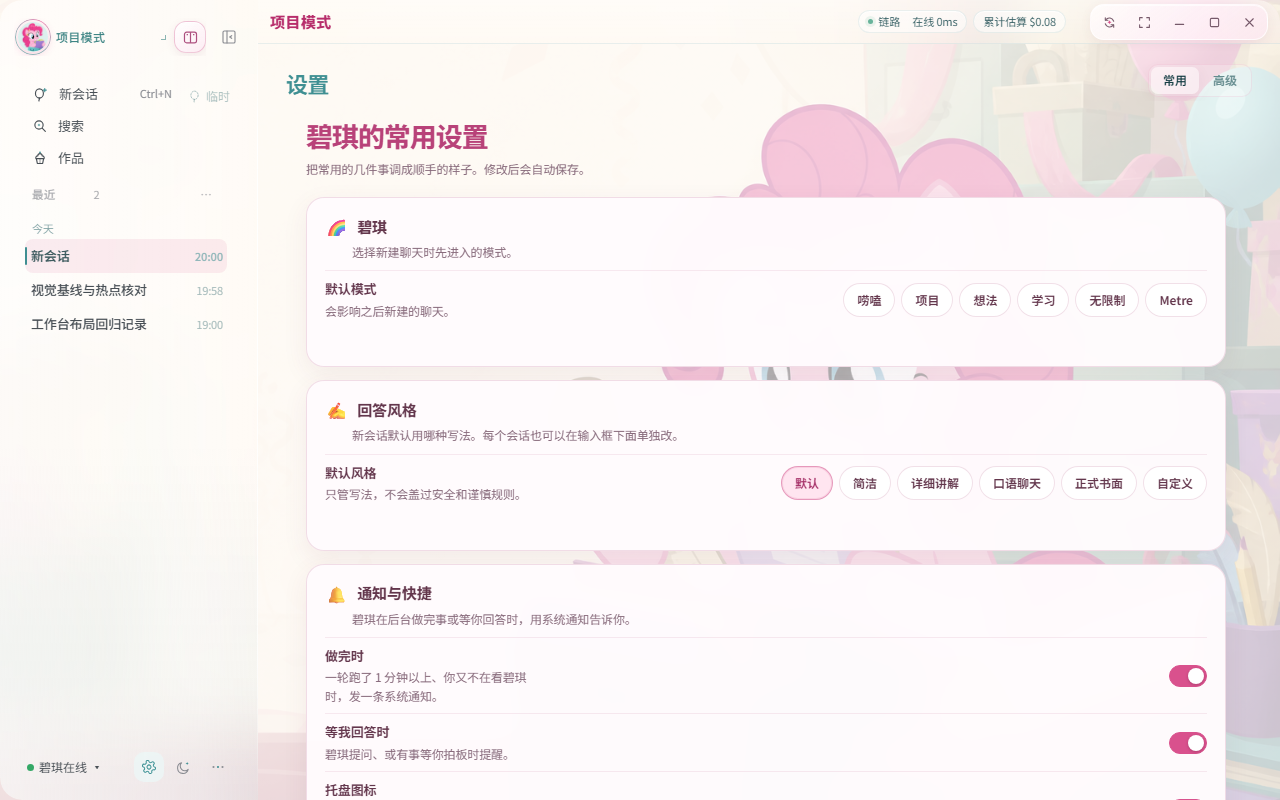 项目模式
新会话 Ctrl+N 临时
搜索
作品
最近 2 ···
今天
新会话 20:00
视觉基线与热点核对 19:58
工作台布局回归记录 19:00
碧琪在线
项目模式
链路 在线 0ms
累计估算 $0.08
设置
常用 高级
碧琪的常用设置
把常用的几件事调成顺手的样子。修改后会自动保存。
🌈 碧琪
选择新建聊天时先进入的模式。
默认模式
会影响之后新建的聊天。
唠嗑 项目 想法 学习 无限制 Metre
✍️ 回答风格
新会话默认用哪种写法。每个会话也可以在输入框下面单独改。
默认风格
只管写法，不会盖过安全和谨慎规则。
默认 简洁 详细讲解 口语聊天 正式书面 自定义
🔔 通知与快捷
碧琪在后台做完事或等你回答时，用系统通知告诉你。
做完时
一轮跑了 1 分钟以上、你又不在看碧琪
时，发一条系统通知。
等我回答时
碧琪提问、或有事等你拍板时提醒。
托盘图标